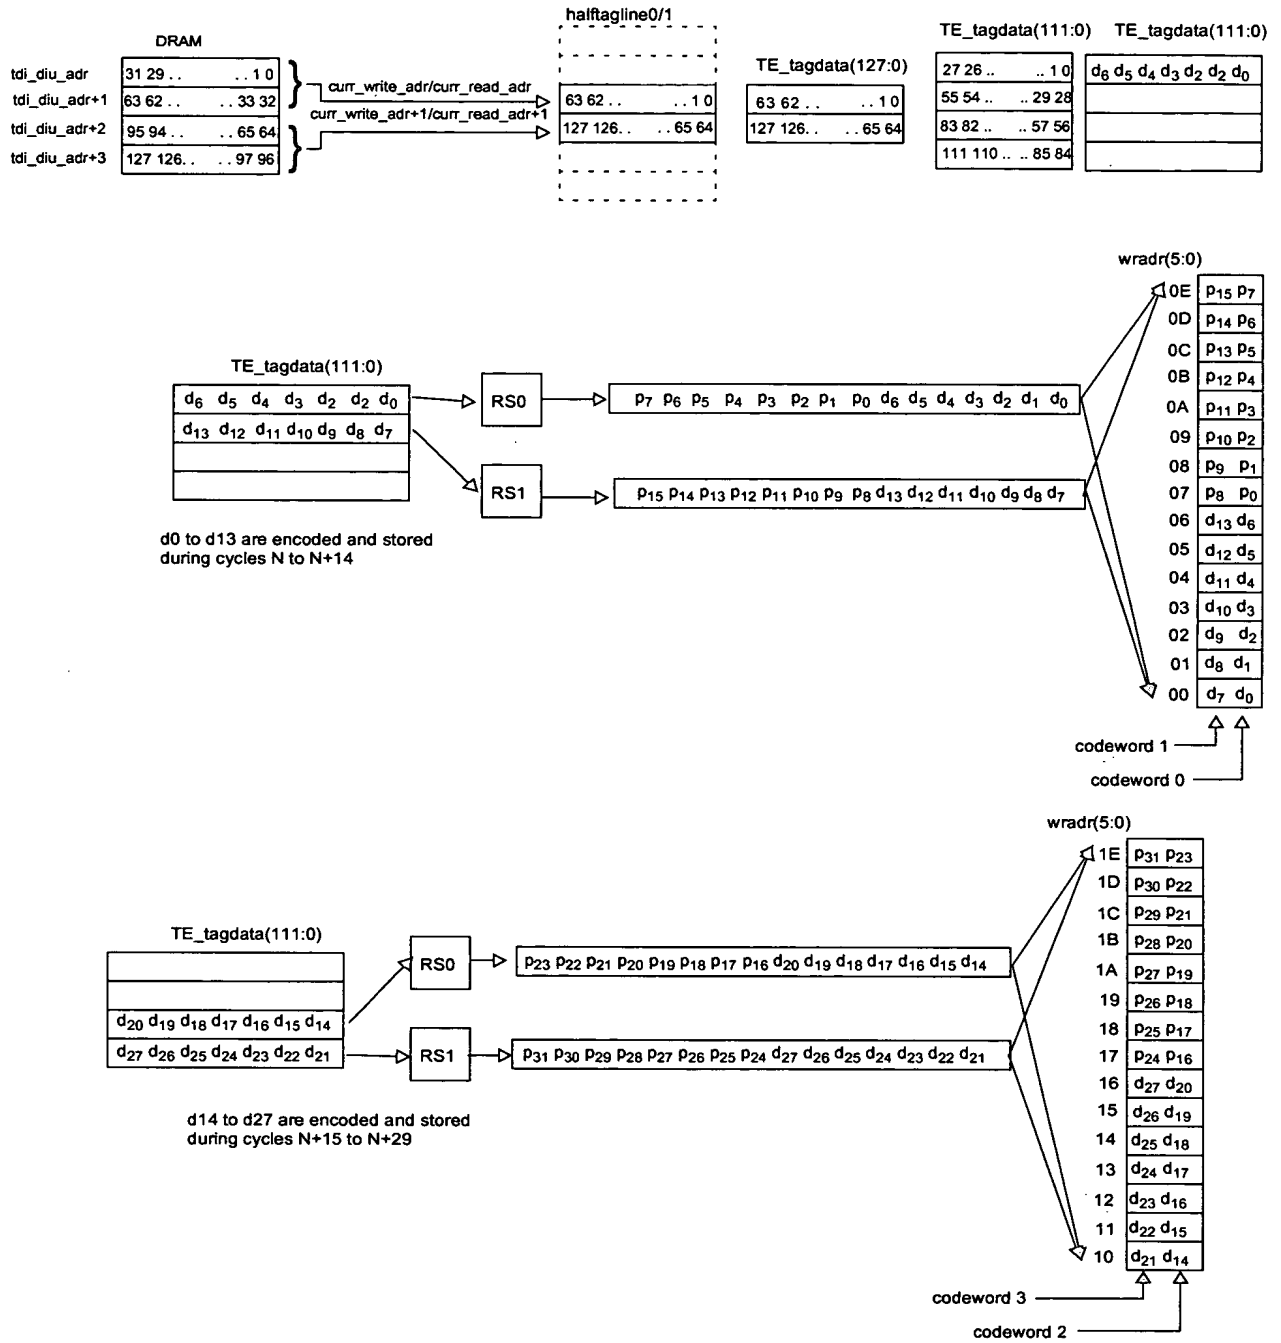 halftagline0/1
DRAM
TE_tagdata(127:0)
TE_tagdata(111:0)
TE_tagdata(111:0)
tdi_diu_adr
31 29 . . . . 1 0
tdi_diu_adr+1
63 62 . . . . 33 32
tdi_diu_adr+2
95 94 . . . . 65 64
tdi_diu_adr+3
127 126 . . . . 97 96
curr_write_adr/curr_read_adr
curr_write_adr+1/curr_read_adr+1
63 62 . . . . 1 0
127 126. . . . 65 64
63 62 . . . . 1 0
127 126. . . . 65 64
27 26 .. .. 1 0
55 54 .. .. 29 28
83 82 .. .. 57 56
111 110 .. .. 85 84
d6 d5 d4 d3 d2 d2 d0
wradr(5:0)
0E p15 p7
0D p14 p6
0C p13 p5
0B p12 p4
0A p11 p3
09 p10 p2
08 p9 p1
07 p8 p0
06 d13 d6
05 d12 d5
04 d11 d4
03 d10 d3
02 d9 d2
01 d8 d1
00 d7 d0
codeword 1
codeword 0
TE_tagdata(111:0)
d6 d5 d4 d3 d2 d2 d0
d13 d12 d11 d10 d9 d8 d7
RS0
RS1
p7 p6 p5 p4 p3 p2 p1 p0 d6 d5 d4 d3 d2 d1 d0
p15 p14 p13 p12 p11 p10 p9 p8 d13 d12 d11 d10 d9 d8 d7
d0 to d13 are encoded and stored
during cycles N to N+14
wradr(5:0)
1E p31 p23
1D p30 p22
1C p29 p21
1B p28 p20
1A p27 p19
19 p26 p18
18 p25 p17
17 p24 p16
16 d27 d20
15 d26 d19
14 d25 d18
13 d24 d17
12 d23 d16
11 d22 d15
10 d21 d14
codeword 3
codeword 2
TE_tagdata(111:0)
d20 d19 d18 d17 d16 d15 d14
d27 d26 d25 d24 d23 d22 d21
RS0
RS1
p23 p22 p21 p20 p19 p18 p17 p16 d20 d19 d18 d17 d16 d15 d14
p31 p30 p29 p28 p27 p26 p25 p24 d27 d26 d25 d24 d23 d22 d21
d14 to d27 are encoded and stored
during cycles N+15 to N+29